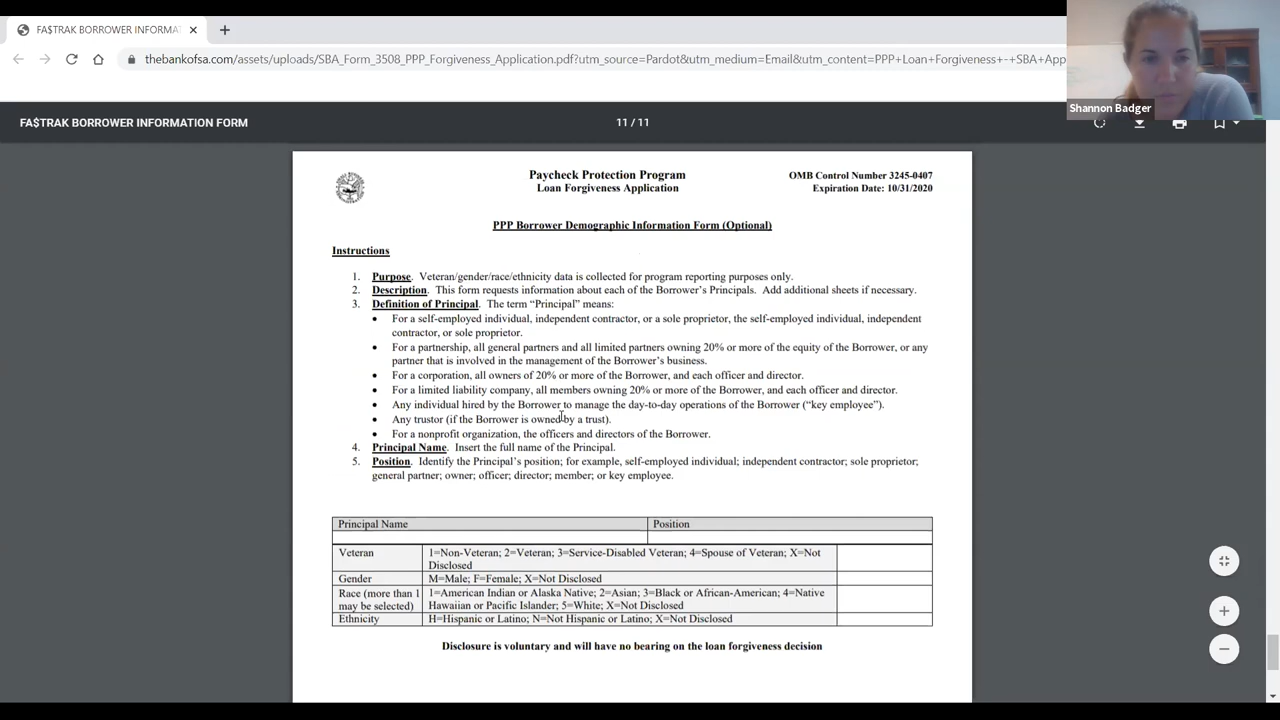 FA$TRAK BORROWER INFORMA
thebankofsa.com/assets/uploads/SBA_Form_3508_PPP_Forgiveness_Application.pdf?utm_source=Pardot&utm_medium=Email&utm_content=PPP+Loan+Forgiveness+-+SBA+App
Shannon Badger
FA$TRAK BORROWER INFORMATION FORM
11 / 11
Paycheck Protection Program
Loan Forgiveness Application
OMB Control Number 3245-0407
Expiration Date: 10/31/2020
PPP Borrower Demographic Information Form (Optional)
Instructions
1. Purpose. Veteran/gender/race/ethnicity data is collected for program reporting purposes only.
2. Description. This form requests information about each of the Borrower's Principals. Add additional sheets if necessary.
3. Definition of Principal. The term "Principal" means:
• For a self-employed individual, independent contractor, or a sole proprietor, the self-employed individual, independent
contractor, or sole proprietor.
• For a partnership, all general partners and all limited partners owning 20% or more of the equity of the Borrower, or any
partner that is involved in the management of the Borrower's business.
• For a corporation, all owners of 20% or more of the Borrower, and each officer and director.
• For a limited liability company, all members owning 20% or more of the Borrower, and each officer and director.
• Any individual hired by the Borrower to manage the day-to-day operations of the Borrower ("key employee").
• Any trustor (if the Borrower is owned by a trust).
• For a nonprofit organization, the officers and directors of the Borrower.
4. Principal Name. Insert the full name of the Principal.
5. Position. Identify the Principal's position; for example, self-employed individual; independent contractor; sole proprietor;
general partner; owner; officer; director; member; or key employee.
Principal Name
Position
Veteran
1=Non-Veteran; 2=Veteran; 3=Service-Disabled Veteran; 4=Spouse of Veteran; X=Not
Disclosed
Gender
M=Male; F=Female; X=Not Disclosed
Race (more than 1
may be selected)
1=American Indian or Alaska Native; 2=Asian; 3=Black or African-American; 4=Native
Hawaiian or Pacific Islander; 5=White; X=Not Disclosed
Ethnicity
H=Hispanic or Latino; N=Not Hispanic or Latino; X=Not Disclosed
Disclosure is voluntary and will have no bearing on the loan forgiveness decision